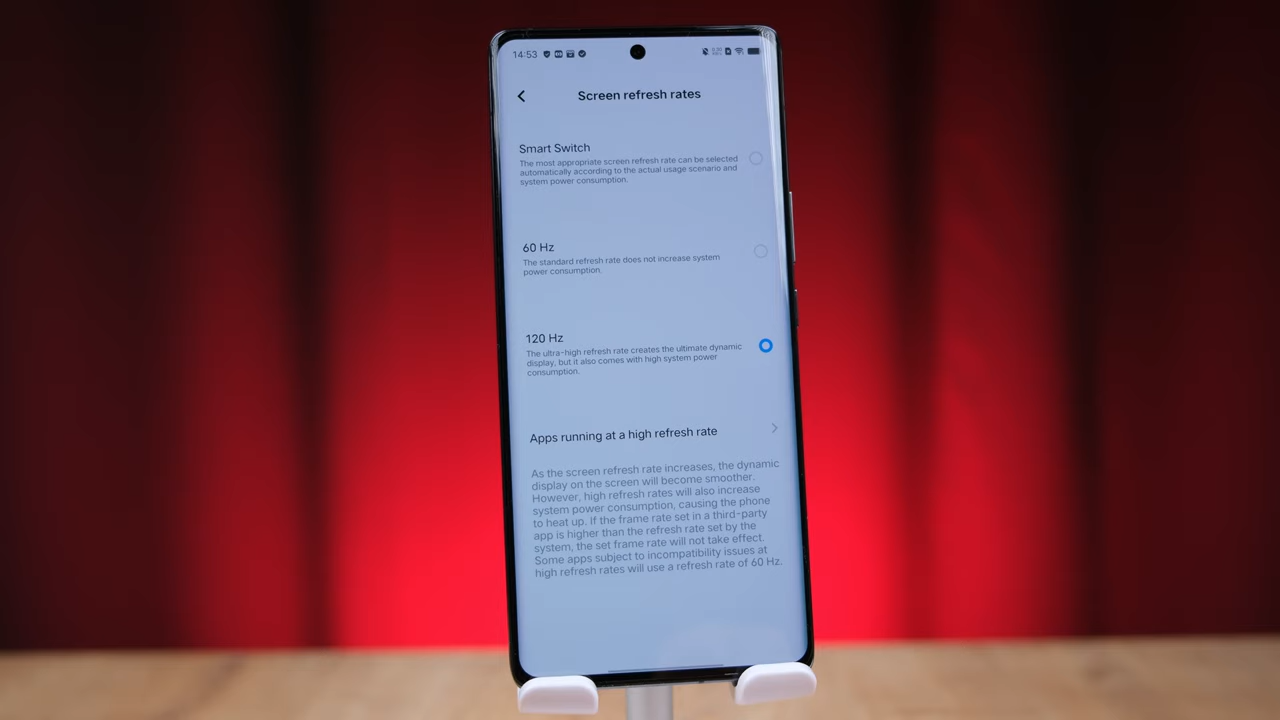 14:53
Screen refresh rates
Smart Switch
The most appropriate screen refresh rate can be selected
automatically according to the actual usage scenario and
system power consumption.
60 Hz
The standard refresh rate does not increase system
power consumption.
120 Hz
The ultra-high refresh rate creates the ultimate dynamic
display, but it also comes with high system power
consumption.
Apps running at a high refresh rate
As the screen refresh rate increases, the dynamic
display on the screen will become smoother.
However, high refresh rates will also increase
system power consumption, causing the phone
to heat up. If the frame rate set in a third-party
app is higher than the refresh rate set by the
system, the set frame rate will not take effect.
Some apps subject to incompatibility issues at
high refresh rates will use a refresh rate of 60 Hz.